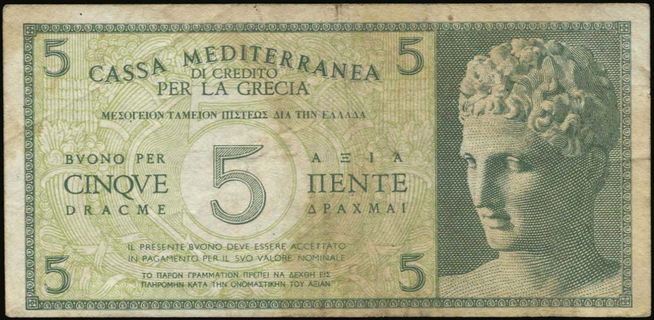 5 5
CASSA MEDITERRANEA
DI CREDITO
PER LA GRECIA
ΜΕΣΟΓΕΙΟΝ ΤΑΜΕΙΟΝ ΠΙΣΤΕΩΣ ΔΙΑ ΤΗΝ ΕΛΛΑΔΑ
BVONO PER 5 ΑΞΙΑ
CINQVE ΠΕΝΤΕ
DRACME ΔΡΑΧΜΑΙ
IL PRESENTE BVONO DEVE ESSERE ACCETTATO
IN PAGAMENTO PER IL SVO VALORE NOMINALE
5 5
ΤΟ ΠΑΡΟΝ ΓΡΑΜΜΑΤΙΟΝ ΠΡΕΠΕΙ ΝΑ ΔΕΧΘΗ ΕΙΣ
ΠΛΗΡΟΜΗΝ ΚΑΤΑ ΤΗΝ ΟΝΟΜΑΣΤΙΚΗΝ ΤΟΥ ΑΞΙΑΝ